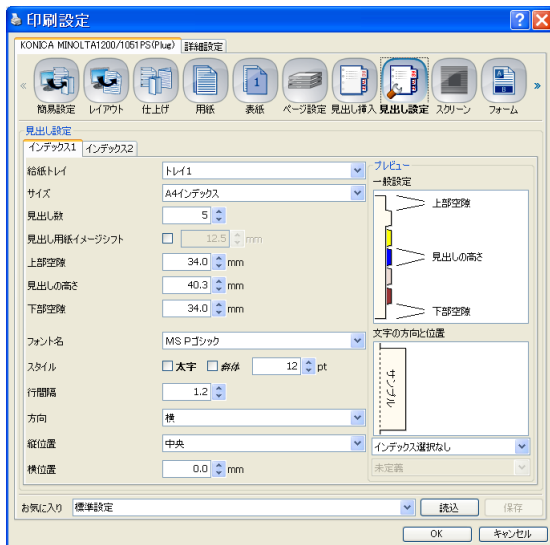 印刷設定
KONICA MINOLTA1200/1051PS(Plug) 詳細設定
« 簡易設定 レイアウト 仕上げ 用紙 表紙 ページ設定 見出し挿入 見出し設定 スクリーン フォーム »
1
見出し設定
インデックス1 インデックス2
給紙トレイ トレイ1
サイズ A4インデックス
見出し数 5
見出し用紙イメージシフト 12.5 mm
上部空隙 34.0 mm
見出しの高さ 40.3 mm
下部空隙 34.0 mm
フォント名 MS Pゴシック
スタイル 太字 斜体 12 pt
行間隔 1.2
方向 横
縦位置 中央
横位置 0.0 mm
プレビュー
一般設定
上部空隙
見出しの高さ
下部空隙
文字の方向と位置
サンプル
インデックス選択なし
未定義
お気に入り 標準設定 読込 保存
OK キャンセル